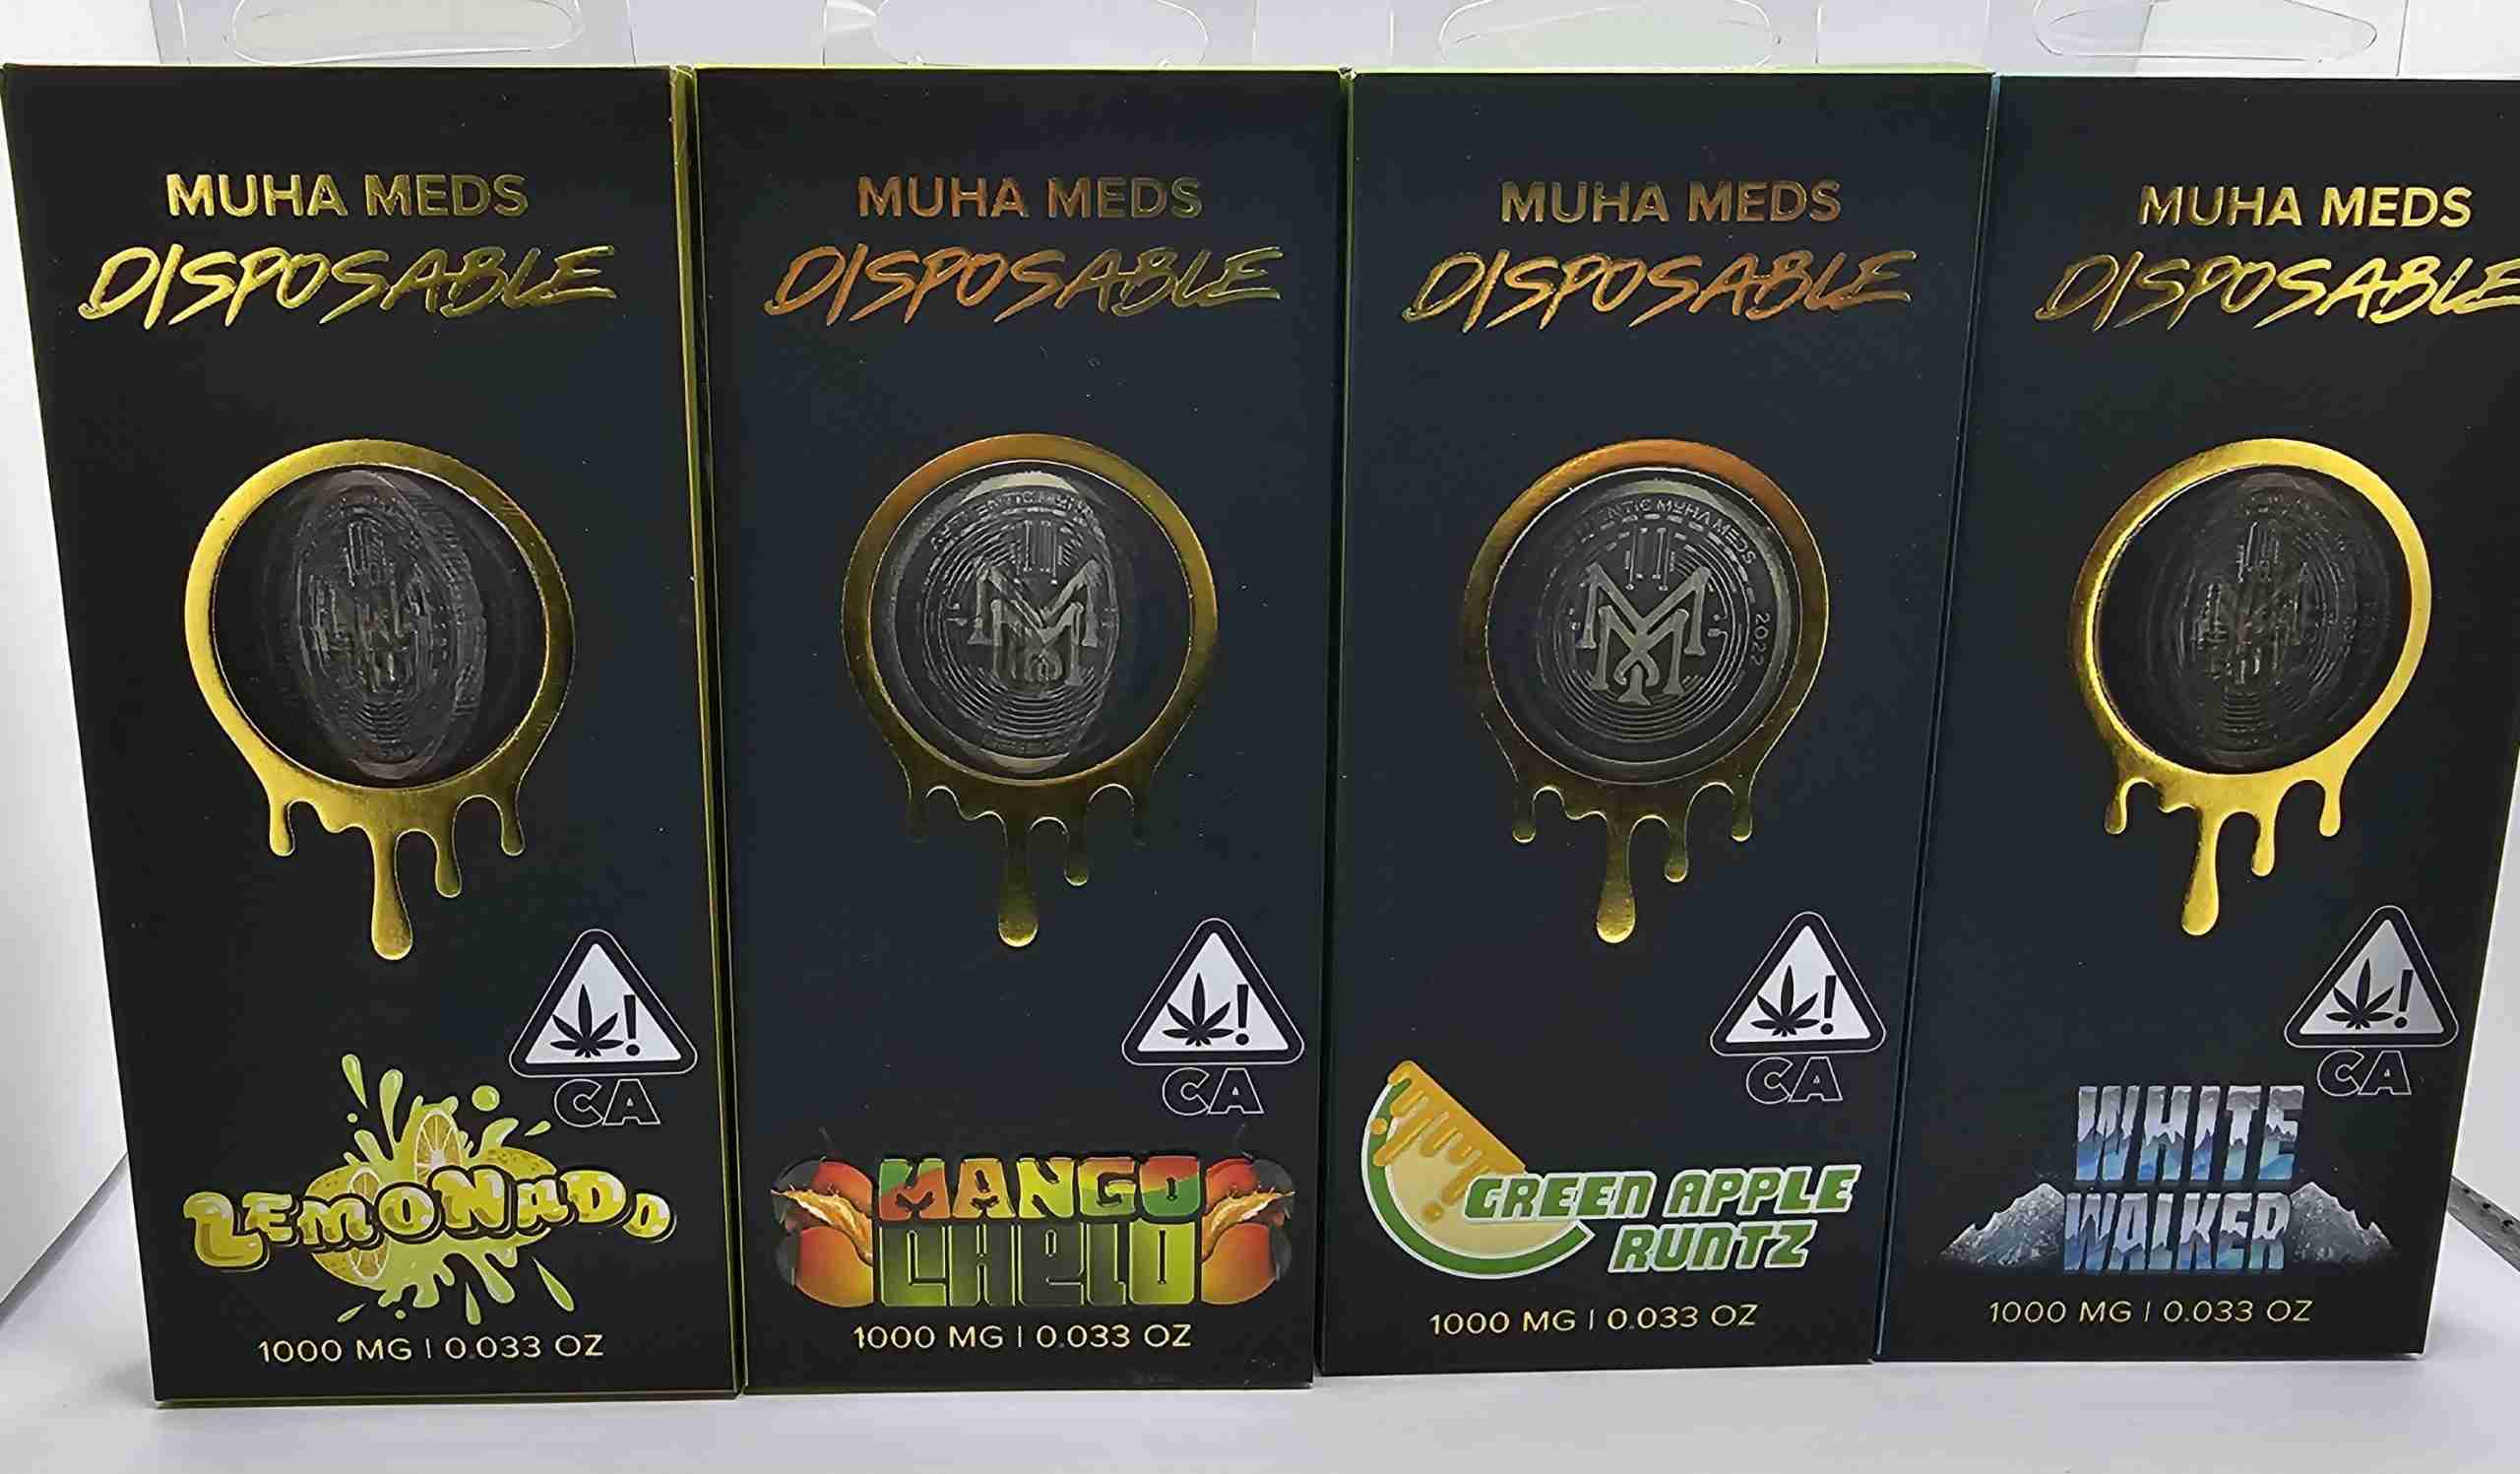 MUHA MEDS
DISPOSABLE
CA
LEMONADO
1000 MG | 0.033 OZ
MUHA MEDS
DISPOSABLE
CA
MANGO
CHELO
1000 MG | 0.033 OZ
MUHA MEDS
DISPOSABLE
AUTHENTIC MUHA MEDS
2022
CA
GREEN APPLE
RUNTZ
1000 MG | 0.033 OZ
MUHA MEDS
DISPOSABLE
CA
WHITE
WALKER
1000 MG | 0.033 OZ